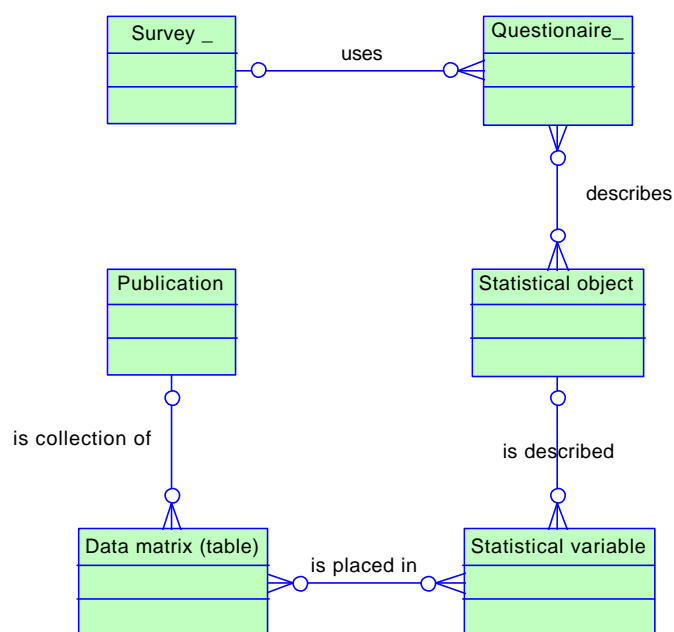 Survey _
uses
Questionaire_
describes
Publication
Statistical object
is collection of
is described
Data matrix (table)
is placed in
Statistical variable